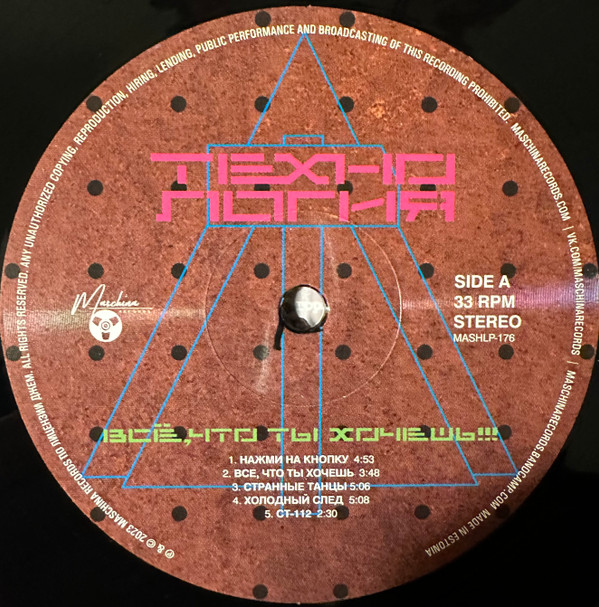 ТЕХНО
ЛОГИЯ
Maschina
SIDE A
33 RPM
STEREO
MASHLP-176
ВСЁ, ЧТО ТЫ ХОЧЕШЬ!!!
1. НАЖМИ НА КНОПКУ 4:53
2. ВСЕ, ЧТО ТЫ ХОЧЕШЬ 3:48
3. СТРАННЫЕ ТАНЦЫ 5:06
4. ХОЛОДНЫЙ СЛЕД 5:08
5. СТ-112 2:30
℗ & © 2023 MASCHINA RECORDS ПО ЛИЦЕНЗИИ ДЖЕМ. ALL RIGHTS RESERVED. ANY UNAUTHORIZED COPYING, REPRODUCTION, HIRING, LENDING, PUBLIC PERFORMANCE AND BROADCASTING OF THIS RECORDING PROHIBITED. MASCHINARECORDS.COM | VK.COM/MASCHINARECORDS | MASCHINARECORDS.BANDCAMP.COM MADE IN ESTONIA